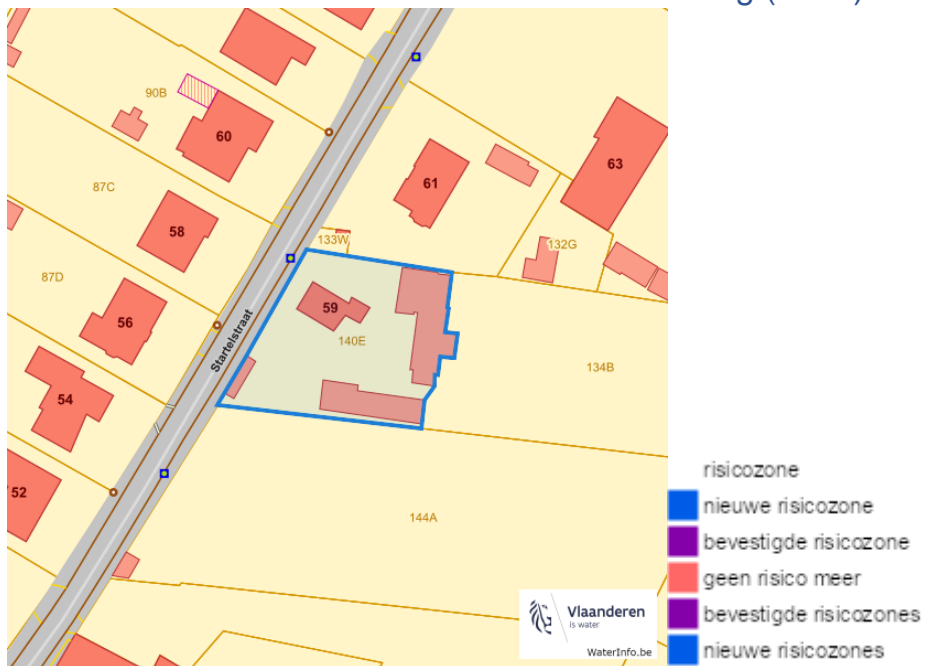 90B
60
87C
63
61
133W
132G
58
87D
59
56
140E
Startelstraat
134B
54
52
144A
Vlaanderen
is water
WaterInfo.be
risicozone
nieuwe risicozone
bevestigde risicozone
geen risico meer
bevestigde risicozones
nieuwe risicozones